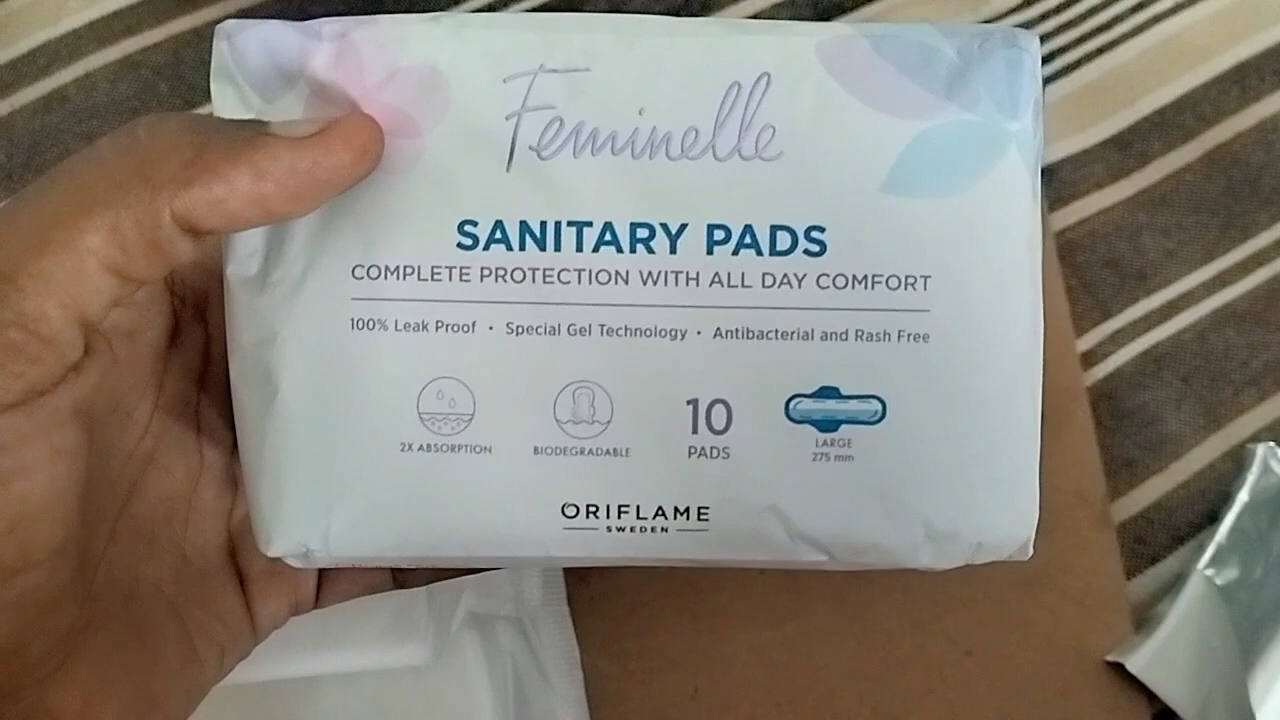 Feminelle
SANITARY PADS
COMPLETE PROTECTION WITH ALL DAY COMFORT
100% Leak Proof • Special Gel Technology • Antibacterial and Rash Free
2X ABSORPTION
BIODEGRADABLE
10
PADS
LARGE
275 mm
ORIFLAME
SWEDEN